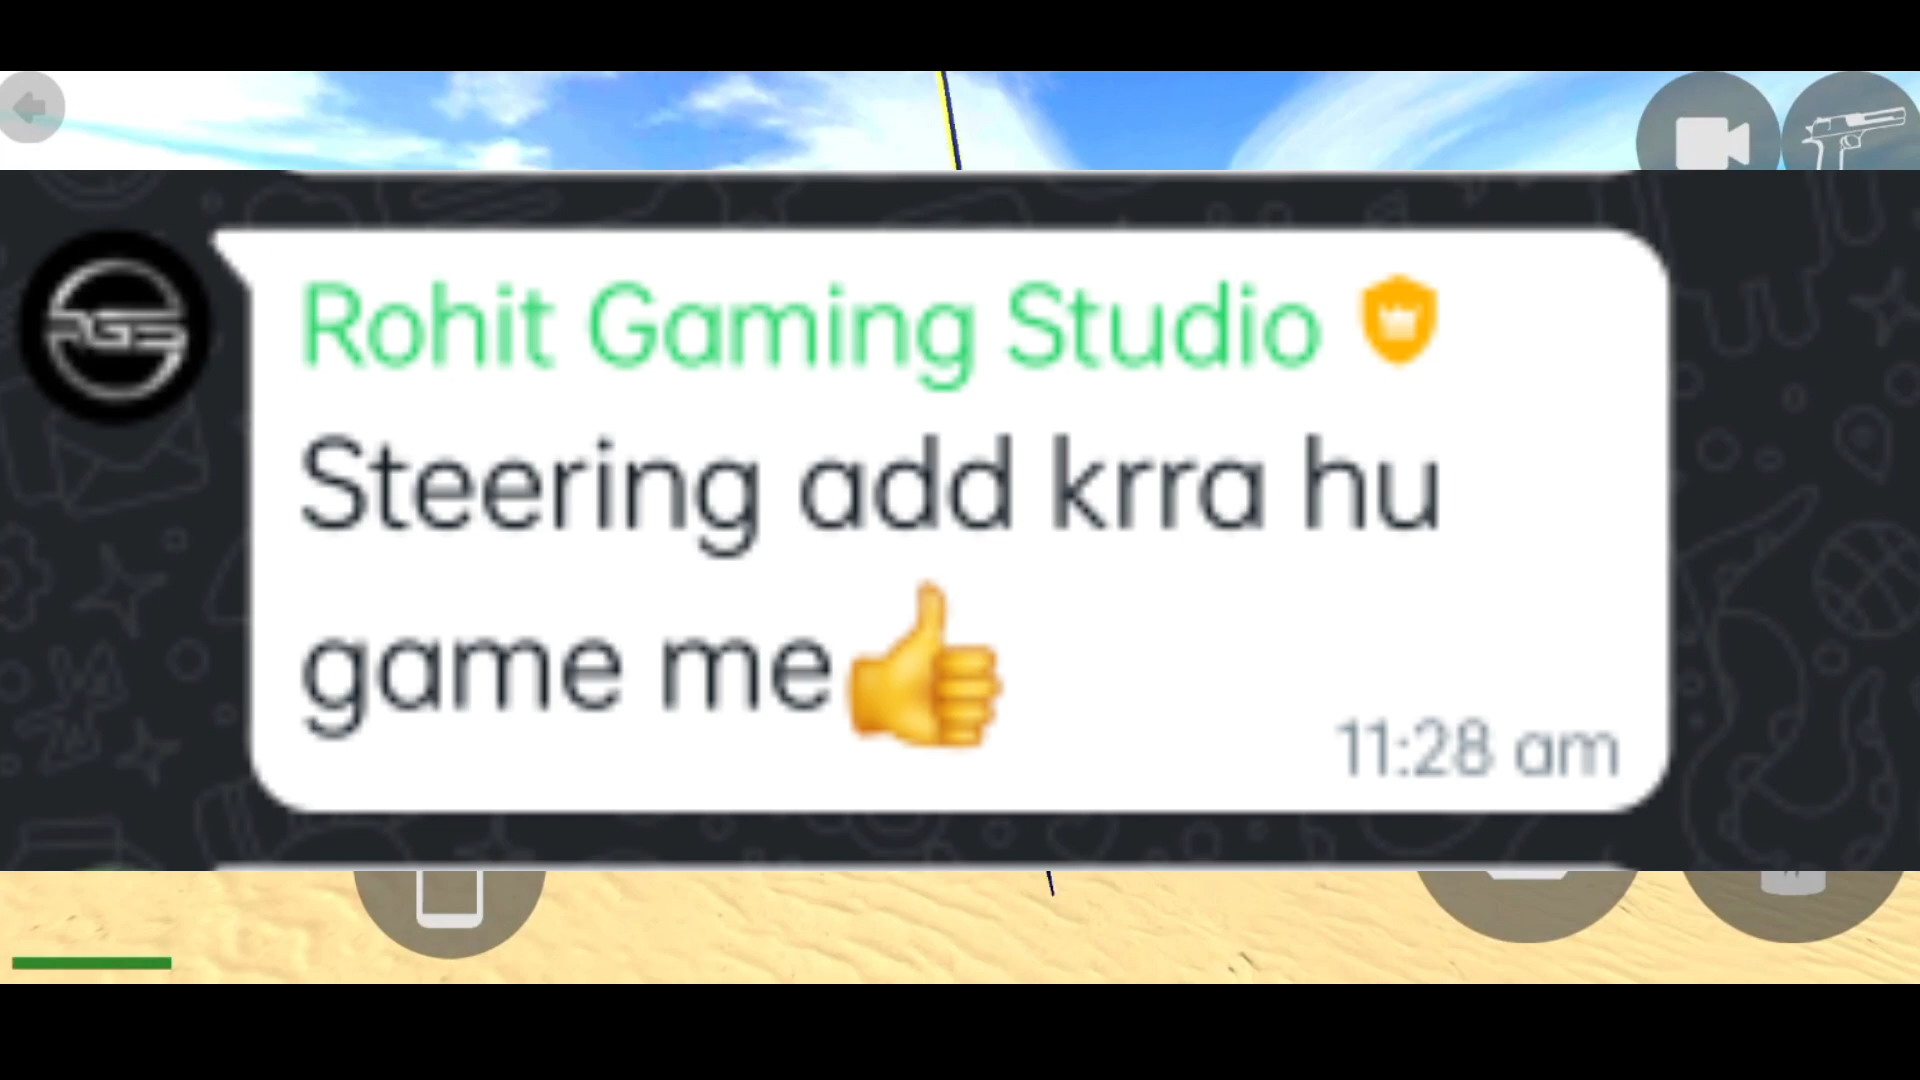 Rohit Gaming Studio
Steering add krra hu
game me👍
11:28 am